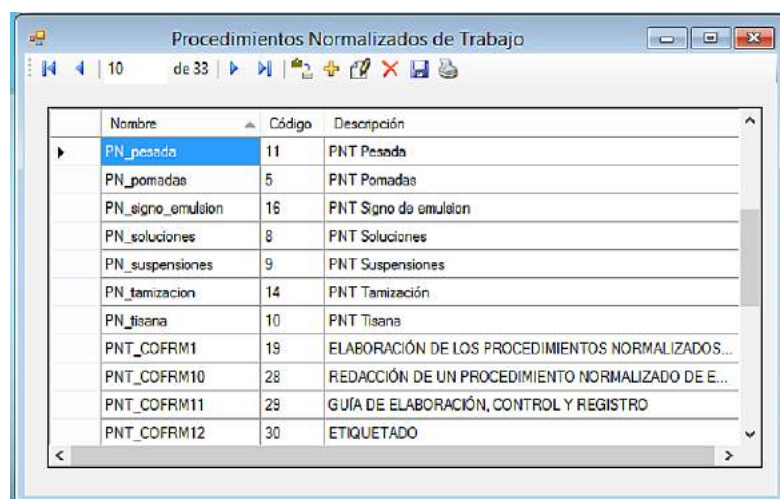 Procedimientos Normalizados de Trabajo
10 de 33
Nombre Código Descripción
PN_pesada 11 PNT Pesada
PN_pomadas 5 PNT Pomadas
PN_signo_emulsion 16 PNT Signo de emulsion
PN_soluciones 8 PNT Soluciones
PN_suspensiones 9 PNT Suspensiones
PN_tamizacion 14 PNT Tamización
PN_tisana 10 PNT Tisana
PNT_COFRM1 19 ELABORACIÓN DE LOS PROCEDIMIENTOS NORMALIZADOS...
PNT_COFRM10 28 REDACCIÓN DE UN PROCEDIMIENTO NORMALIZADO DE E...
PNT_COFRM11 29 GUÍA DE ELABORACIÓN, CONTROL Y REGISTRO
PNT_COFRM12 30 ETIQUETADO